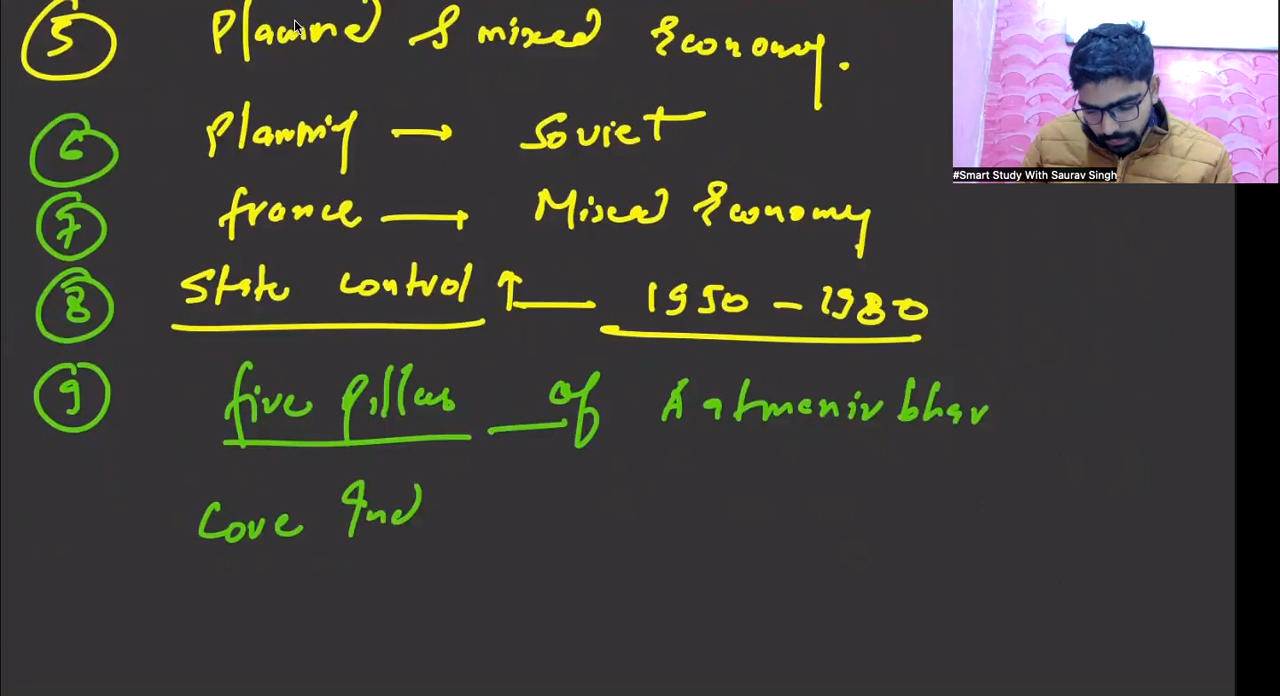 5 Planned & mixed Economy.
6 Planning → Soviet
7 france → Mixed Economy
8 State control ↑ — 1950 - 1980
9 five pillars — of Aatmanirbhar
Core Ind
#Smart Study With Saurav Singh